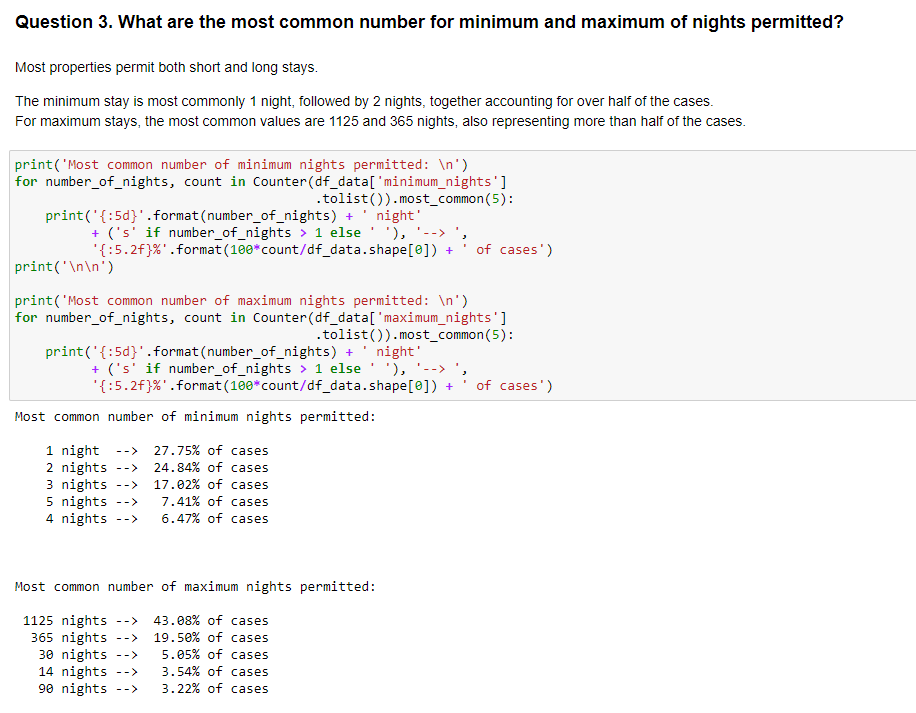 Question 3. What are the most common number for minimum and maximum of nights permitted?
Most properties permit both short and long stays.
The minimum stay is most commonly 1 night, followed by 2 nights, together accounting for over half of the cases.
For maximum stays, the most common values are 1125 and 365 nights, also representing more than half of the cases.
print('Most common number of minimum nights permitted: \n')
for number_of_nights, count in Counter(df_data['minimum_nights']
                                       .tolist()).most_common(5):
    print('{:5d}'.format(number_of_nights) + ' night'
          + ('s' if number_of_nights > 1 else ' '), '--> ',
          '{:5.2f}%'.format(100*count/df_data.shape[0]) + ' of cases')
print('\n\n')
print('Most common number of maximum nights permitted: \n')
for number_of_nights, count in Counter(df_data['maximum_nights']
                                       .tolist()).most_common(5):
    print('{:5d}'.format(number_of_nights) + ' night'
          + ('s' if number_of_nights > 1 else ' '), '--> ',
          '{:5.2f}%'.format(100*count/df_data.shape[0]) + ' of cases')
Most common number of minimum nights permitted:
    1 night  -->  27.75% of cases
    2 nights -->  24.84% of cases
    3 nights -->  17.02% of cases
    5 nights -->   7.41% of cases
    4 nights -->   6.47% of cases
Most common number of maximum nights permitted:
 1125 nights -->  43.08% of cases
  365 nights -->  19.50% of cases
   30 nights -->   5.05% of cases
   14 nights -->   3.54% of cases
   90 nights -->   3.22% of cases